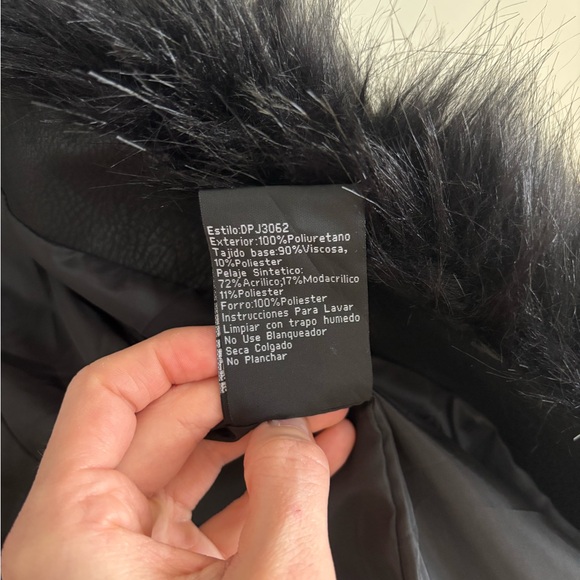 Estilo:DPJ3062
Exterior:100%Poliuretano
Tajido base:90%Viscosa,
10%Poliester
Pelaje Sintetico:
72%Acrilico;17%Modacrilico
11%Poliester
Forro:100%Poliester
Instrucciones Para Lavar
Limpiar con trapo humedo
No Use Blanqueador
Seca Colgado
No Planchar